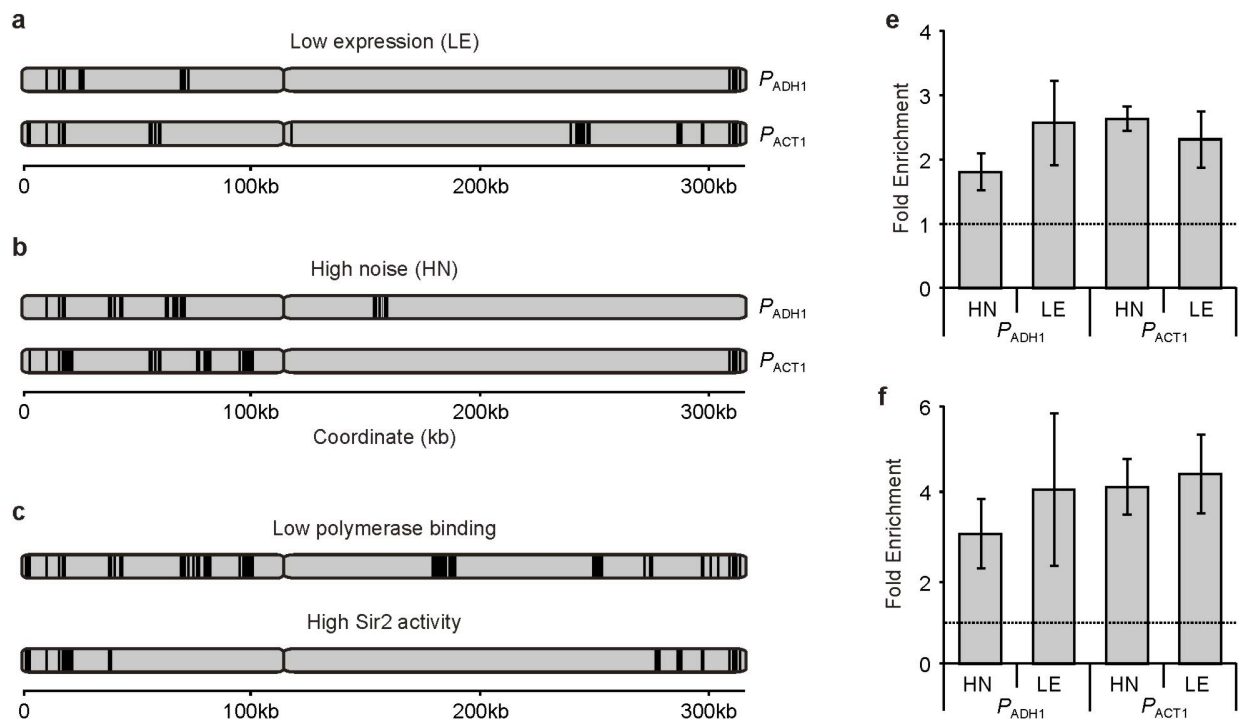 a
Low expression (LE)
PADH1
PACT1
0 100kb 200kb 300kb
b
High noise (HN)
PADH1
PACT1
0 100kb 200kb 300kb
Coordinate (kb)
c
Low polymerase binding
High Sir2 activity
0 100kb 200kb 300kb
e
Fold Enrichment
4
3
2
1
0
HN LE HN LE
PADH1 PACT1
f
Fold Enrichment
6
4
2
0
HN LE HN LE
PADH1 PACT1